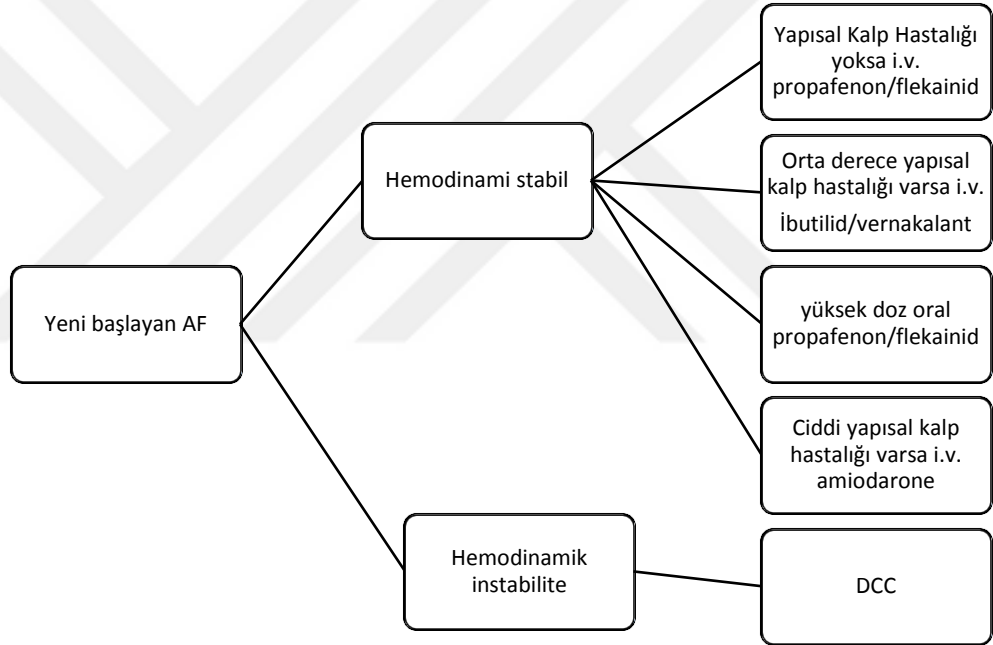 Yapısal Kalp Hastalığı
yoksa i.v.
propafenon/flekainid
Hemodinami stabil
Orta derece yapısal
kalp hastalığı varsa i.v.
İbutilid/vernakalant
Yeni başlayan AF
yüksek doz oral
propafenon/flekainid
Ciddi yapısal kalp
hastalığı varsa i.v.
amiodarone
Hemodinamik
instabilite
DCC